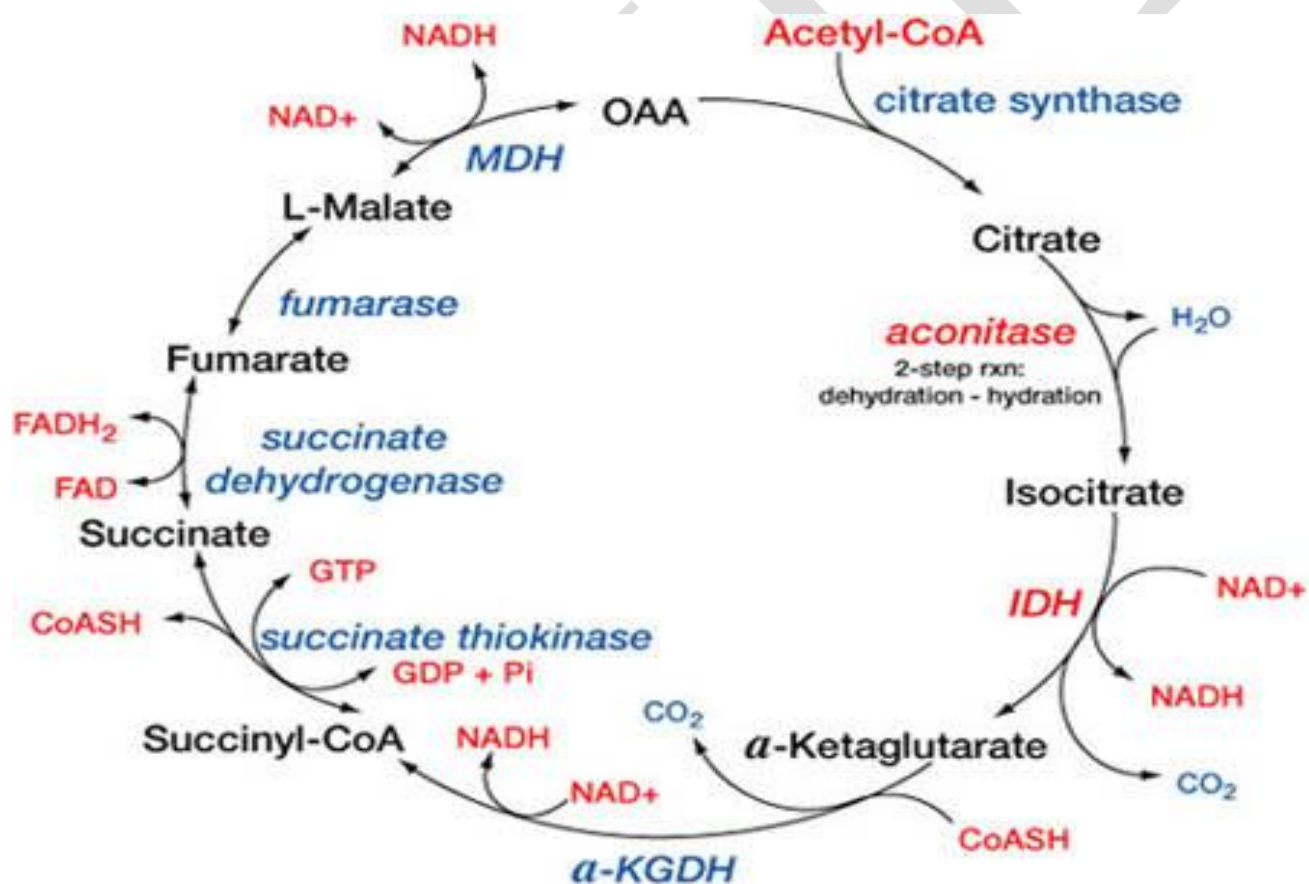 NADH
Acetyl-CoA
NAD+
OAA
citrate synthase
MDH
L-Malate
Citrate
fumarase
aconitase
H₂O
2-step rxn:
dehydration - hydration
Fumarate
FADH₂
succinate
dehydrogenase
FAD
Isocitrate
Succinate
GTP
IDH
NAD+
CoASH
succinate thiokinase
GDP + Pi
NADH
CO₂
Succinyl-CoA
NADH
α-Ketaglutarate
NAD+
CO₂
CoASH
α-KGDH